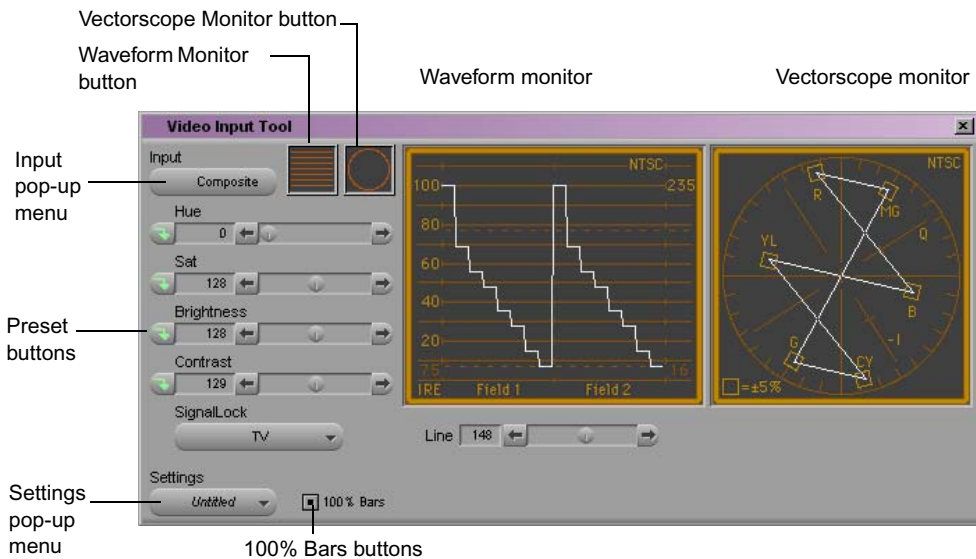 Vectorscope Monitor button
Waveform Monitor
button
Waveform monitor
Vectorscope monitor
Video Input Tool
Input
pop-up
menu
Input
Composite
Hue
0
Sat
128
Preset
buttons
Brightness
128
Contrast
129
SignalLock
TV
NTSC
100
235
80
60
40
20
7.5
16
IRE
Field 1
Field 2
NTSC
R
MG
Q
YL
B
G
-I
CY
=±5%
Line
148
Settings
pop-up
menu
Settings
Untitled
100% Bars
100% Bars buttons